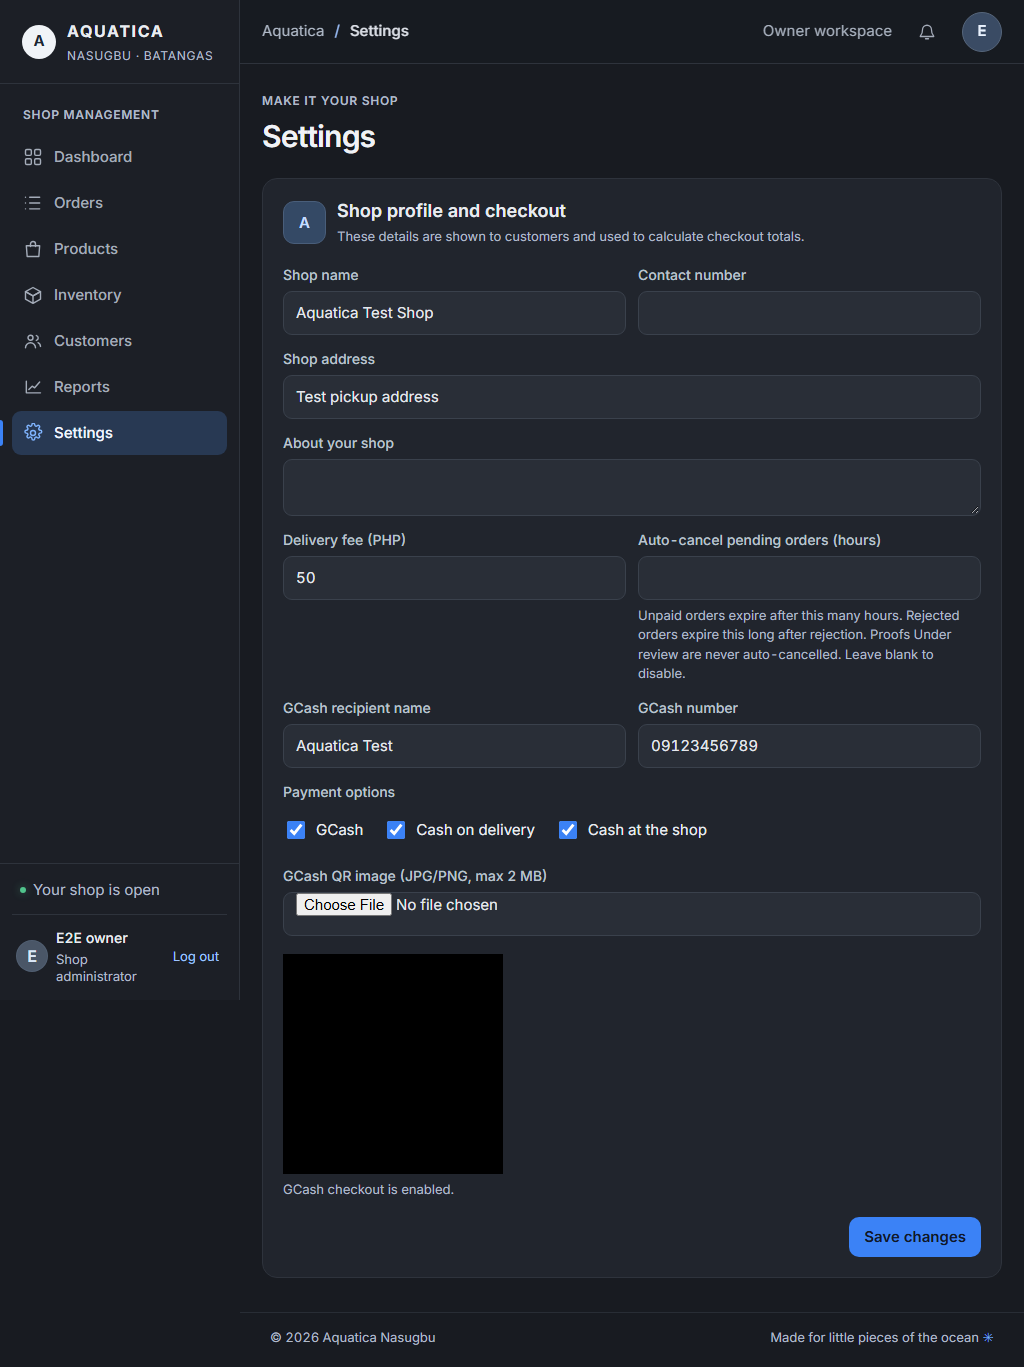 A
AQUATICA
NASUGBU · BATANGAS
SHOP MANAGEMENT
Dashboard
Orders
Products
Inventory
Customers
Reports
Settings
Your shop is open
E
E2E owner
Shop
administrator
Log out
Aquatica / Settings
Owner workspace
E
MAKE IT YOUR SHOP
Settings
A
Shop profile and checkout
These details are shown to customers and used to calculate checkout totals.
Shop name
Aquatica Test Shop
Contact number
Shop address
Test pickup address
About your shop
Delivery fee (PHP)
50
Auto-cancel pending orders (hours)
Unpaid orders expire after this many hours. Rejected
orders expire this long after rejection. Proofs Under
review are never auto-cancelled. Leave blank to
disable.
GCash recipient name
Aquatica Test
GCash number
09123456789
Payment options
GCash
Cash on delivery
Cash at the shop
GCash QR image (JPG/PNG, max 2 MB)
Choose File No file chosen
GCash checkout is enabled.
Save changes
© 2026 Aquatica Nasugbu
Made for little pieces of the ocean ✳